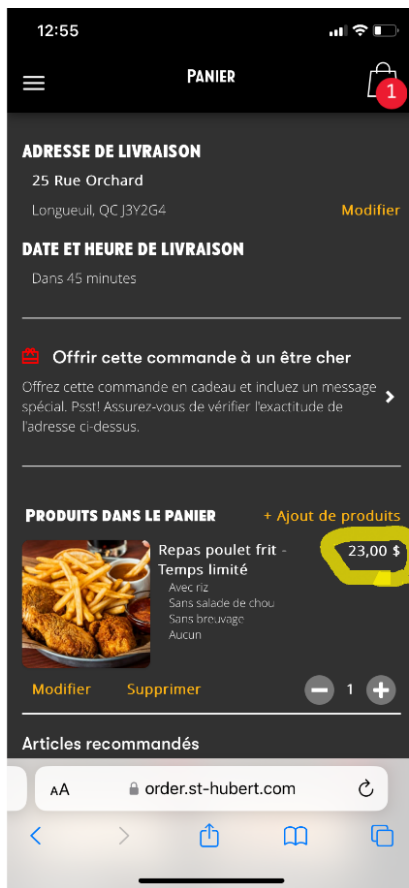 12:55
PANIER
1
ADRESSE DE LIVRAISON
25 Rue Orchard
Longueuil, QC J3Y2G4
Modifier
DATE ET HEURE DE LIVRAISON
Dans 45 minutes
Offrir cette commande à un être cher
Offrez cette commande en cadeau et incluez un message
spécial. Psst! Assurez-vous de vérifier l'exactitude de
l'adresse ci-dessus.
PRODUITS DANS LE PANIER
+ Ajout de produits
Repas poulet frit -
Temps limité
23,00 $
Avec riz
Sans salade de chou
Sans breuvage
Aucun
Modifier
Supprimer
1
Articles recommandés
AA
order.st-hubert.com